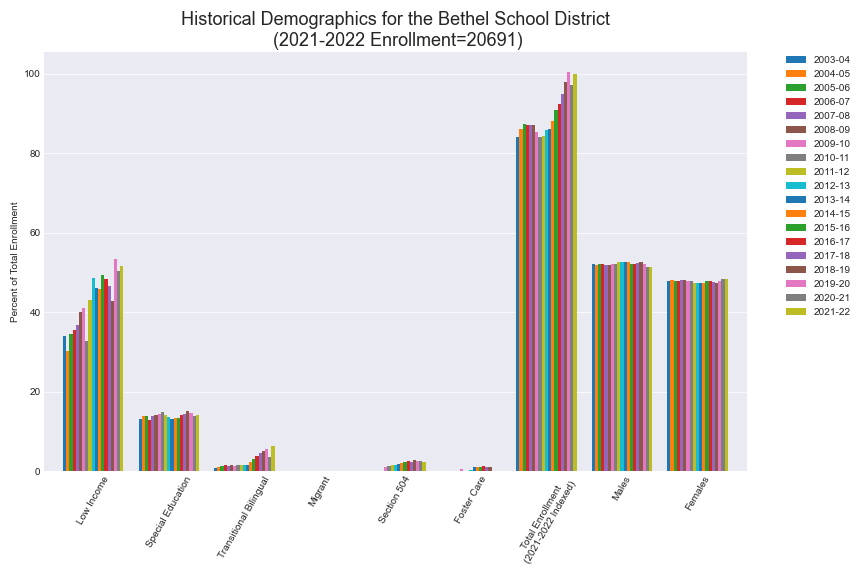 Historical Demographics for the Bethel School District
(2021-2022 Enrollment=20691)
Percent of Total Enrollment
100
80
60
40
20
0
Low Income
Special Education
Transitional Bilingual
Migrant
Section 504
Foster Care
Total Enrollment
(2021-2022 Indexed)
Males
Females
2003-04
2004-05
2005-06
2006-07
2007-08
2008-09
2009-10
2010-11
2011-12
2012-13
2013-14
2014-15
2015-16
2016-17
2017-18
2018-19
2019-20
2020-21
2021-22